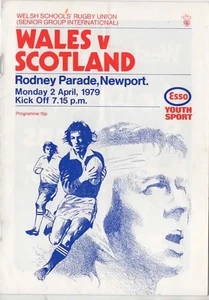 WELSH SCHOOLS' RUGBY UNION
(SENIOR GROUP INTERNATIONAL)
WALES v
SCOTLAND
Rodney Parade, Newport.
Monday 2 April, 1979
Kick Off 7.15 p.m.
Programme 15p
Esso
YOUTH
SPORT